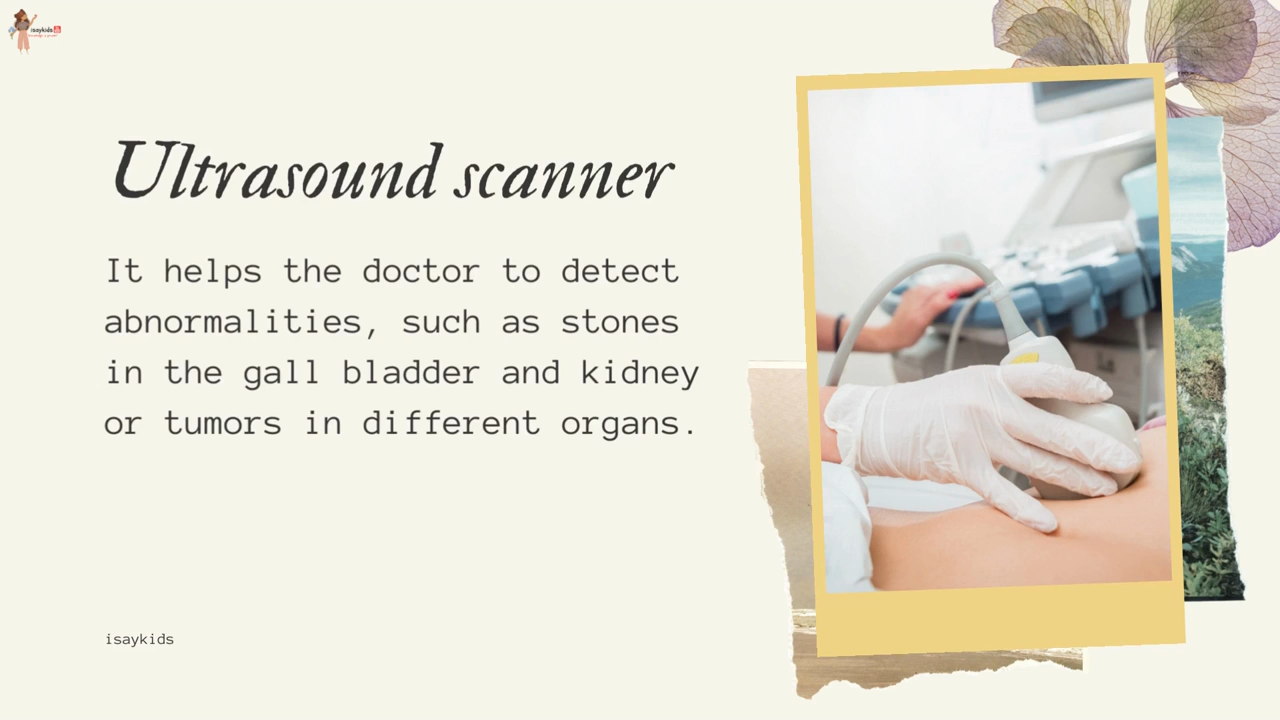 isaykids
Ultrasound scanner
It helps the doctor to detect
abnormalities, such as stones
in the gall bladder and kidney
or tumors in different organs.
isaykids